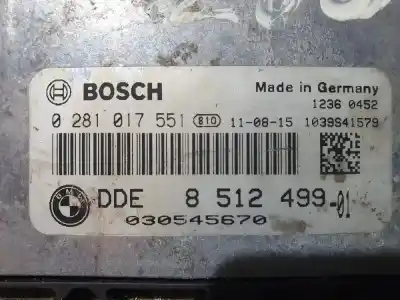 BOSCH
Made in Germany
1236 0452
0 281 017 551 810 11-08-15 1039S41579
BMW
DDE 8 512 499-01
030545670